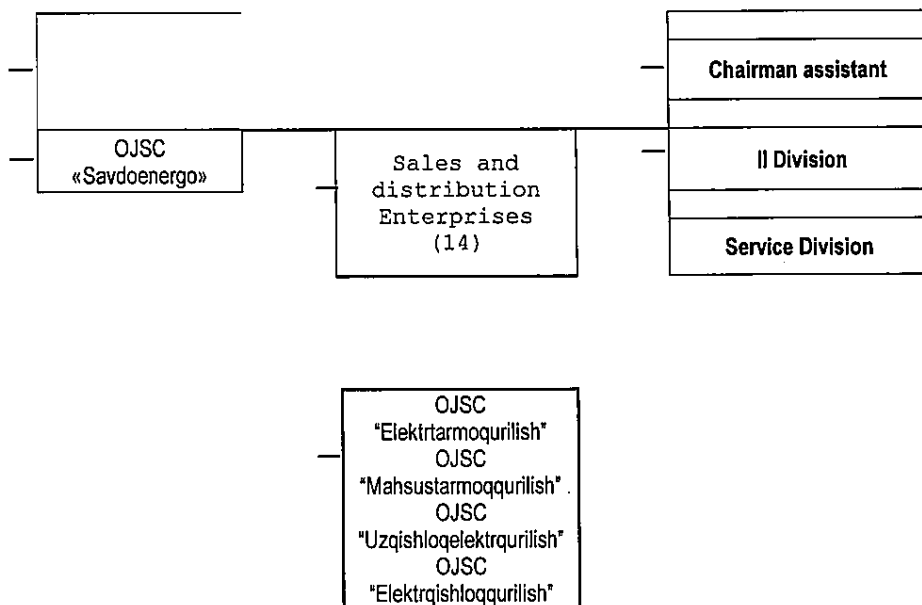 OJSC
«Savdoenergo»
Sales and
distribution
Enterprises
(14)
Chairman assistant
II Division
Service Division
OJSC
"Elektrtarmoqurilish"
OJSC
"Mahsustarmoqqurilish"
OJSC
"Uzqishloqelektrqurilish"
OJSC
"Elektrqishloqqurilish"